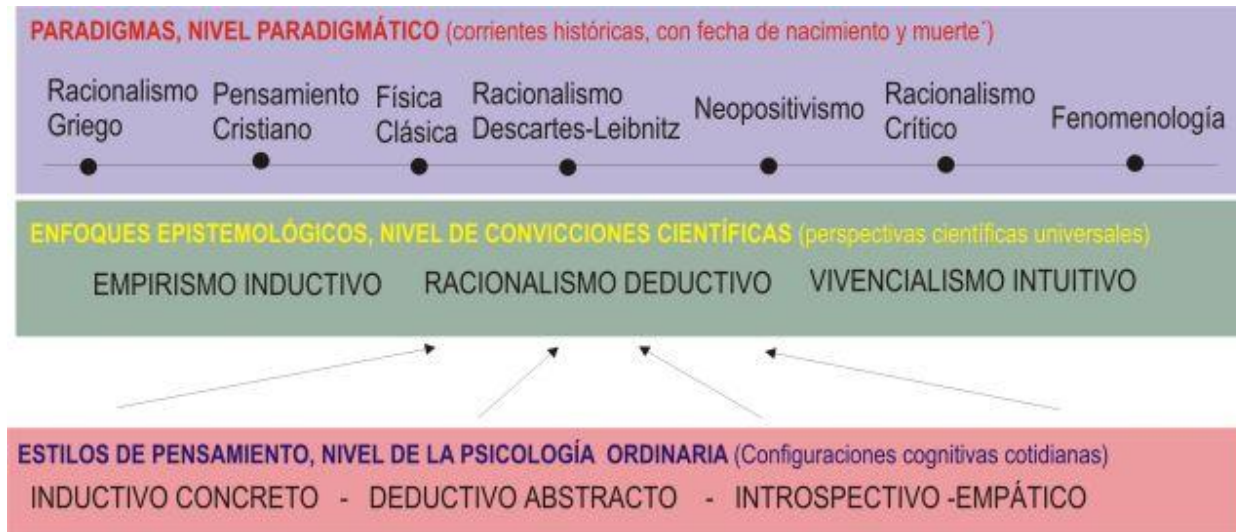 PARADIGMAS, NIVEL PARADIGMÁTICO (corrientes históricas, con fecha de nacimiento y muerte´)
Racionalismo Griego
Pensamiento Cristiano
Física Clásica
Racionalismo Descartes-Leibnitz
Neopositivismo
Racionalismo Crítico
Fenomenología
ENFOQUES EPISTEMOLÓGICOS, NIVEL DE CONVICCIONES CIENTÍFICAS (perspectivas científicas universales)
EMPIRISMO INDUCTIVO RACIONALISMO DEDUCTIVO VIVENCIALISMO INTUITIVO
ESTILOS DE PENSAMIENTO, NIVEL DE LA PSICOLOGÍA ORDINARIA (Configuraciones cognitivas cotidianas)
INDUCTIVO CONCRETO - DEDUCTIVO ABSTRACTO - INTROSPECTIVO -EMPÁTICO